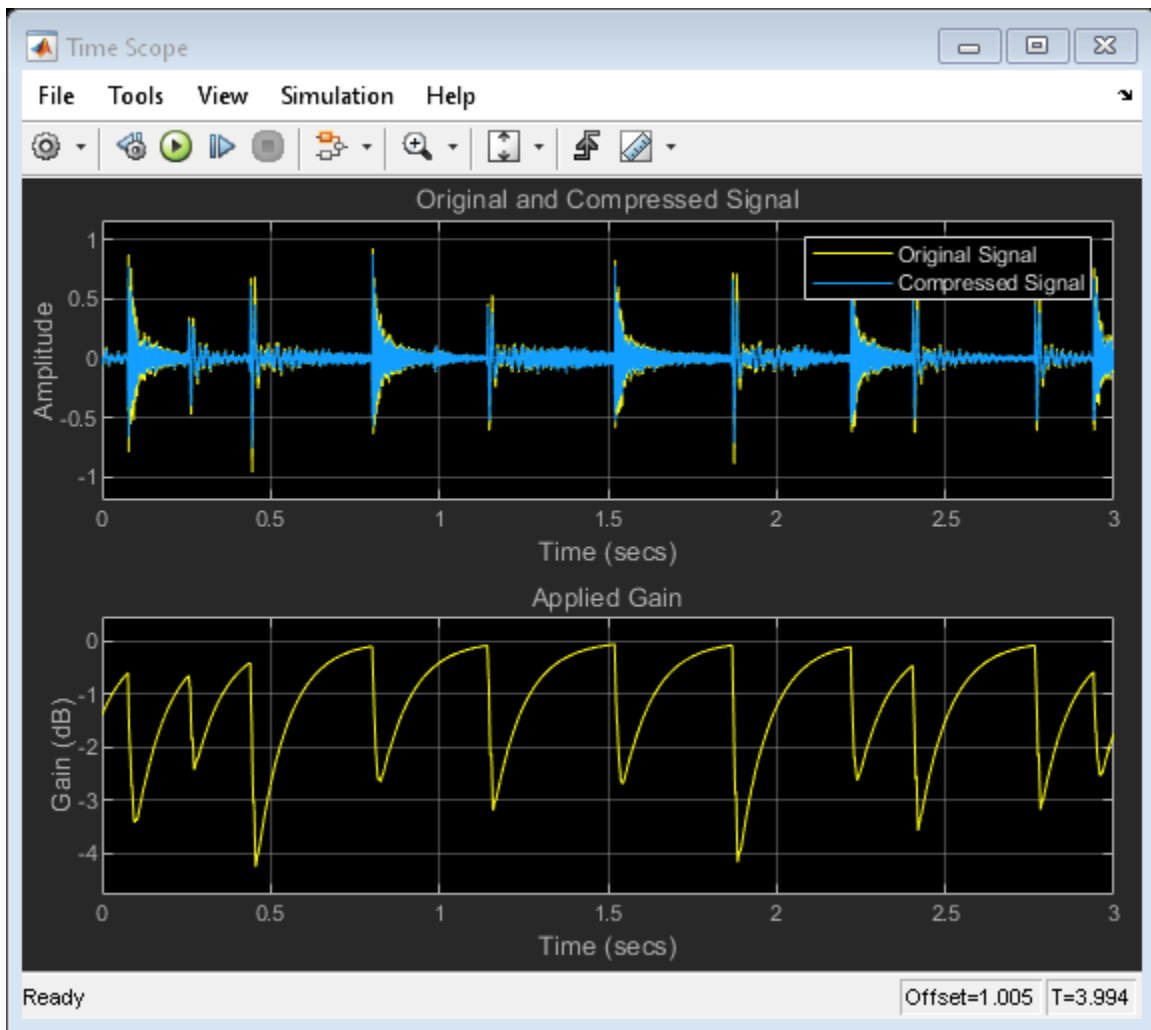 Time Scope
File Tools View Simulation Help
Original and Compressed Signal
Original Signal
Compressed Signal
Amplitude
1
0.5
0
-0.5
-1
0 0.5 1 1.5 2 2.5 3
Time (secs)
Applied Gain
Gain (dB)
0
-1
-2
-3
-4
0 0.5 1 1.5 2 2.5 3
Time (secs)
Ready Offset=1.005 T=3.994